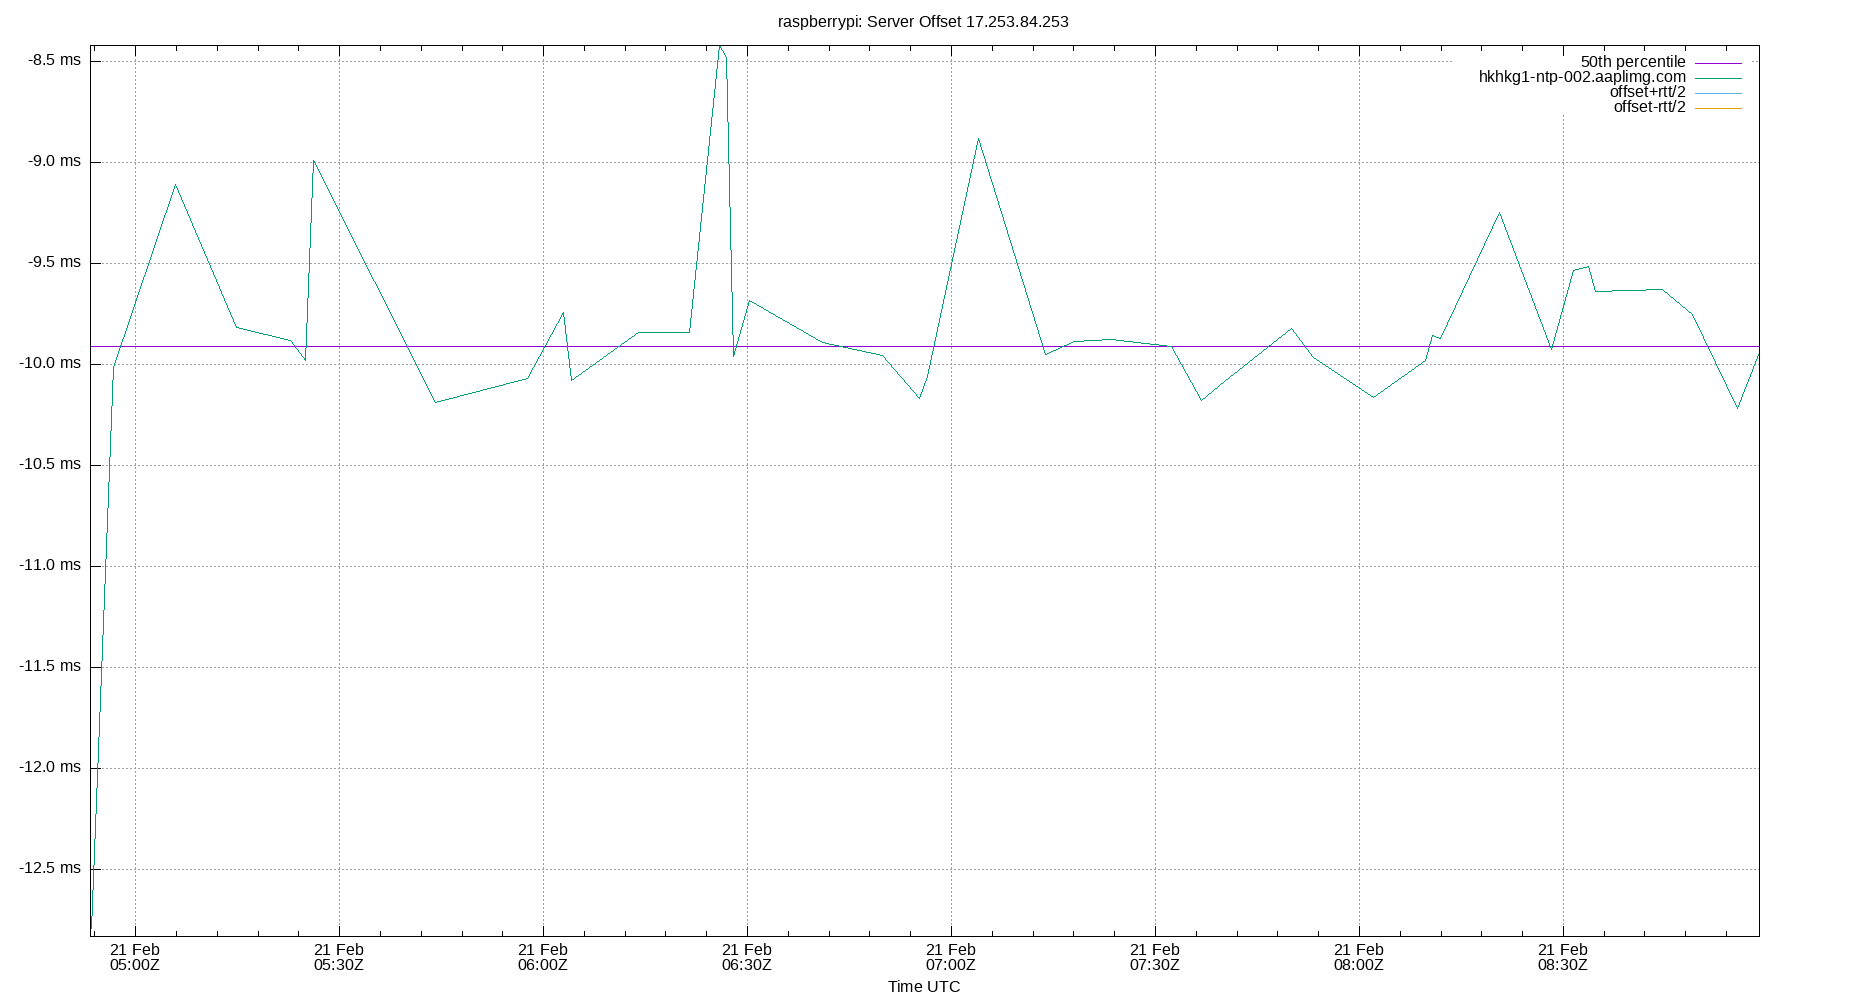 raspberrypi: Server Offset 17.253.84.253
-8.5 ms
-9.0 ms
-9.5 ms
-10.0 ms
-10.5 ms
-11.0 ms
-11.5 ms
-12.0 ms
-12.5 ms
50th percentile
hkhkg1-ntp-002.aaplimg.com
offset+rtt/2
offset-rtt/2
21 Feb 21 Feb 21 Feb 21 Feb 21 Feb 21 Feb 21 Feb 21 Feb
05:00Z 05:30Z 06:00Z 06:30Z 07:00Z 07:30Z 08:00Z 08:30Z
Time UTC